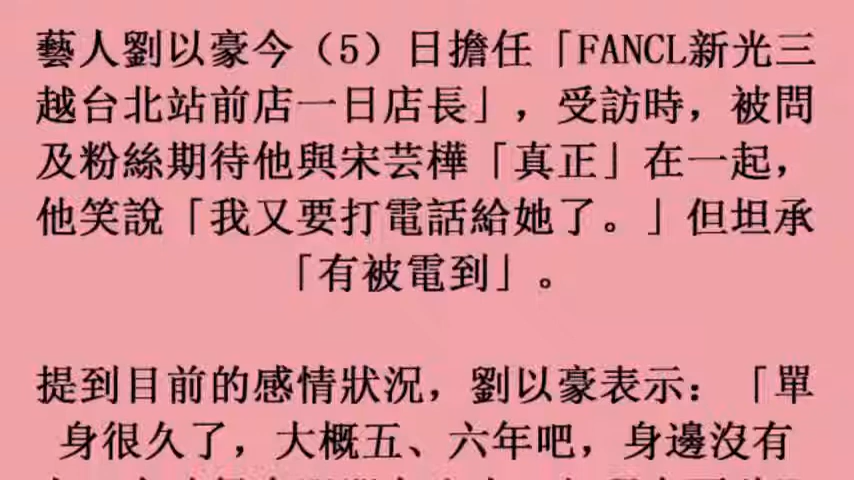 藝人劉以豪今（5）日擔任「FANCL新光三
越台北站前店一日店長」，受訪時，被問
及粉絲期待他與宋芸樺「真正」在一起，
他笑說「我又要打電話給她了。」但坦承
「有被電到」。
提到目前的感情狀況，劉以豪表示：「單
身很久了，大概五、六年吧，身邊沒有